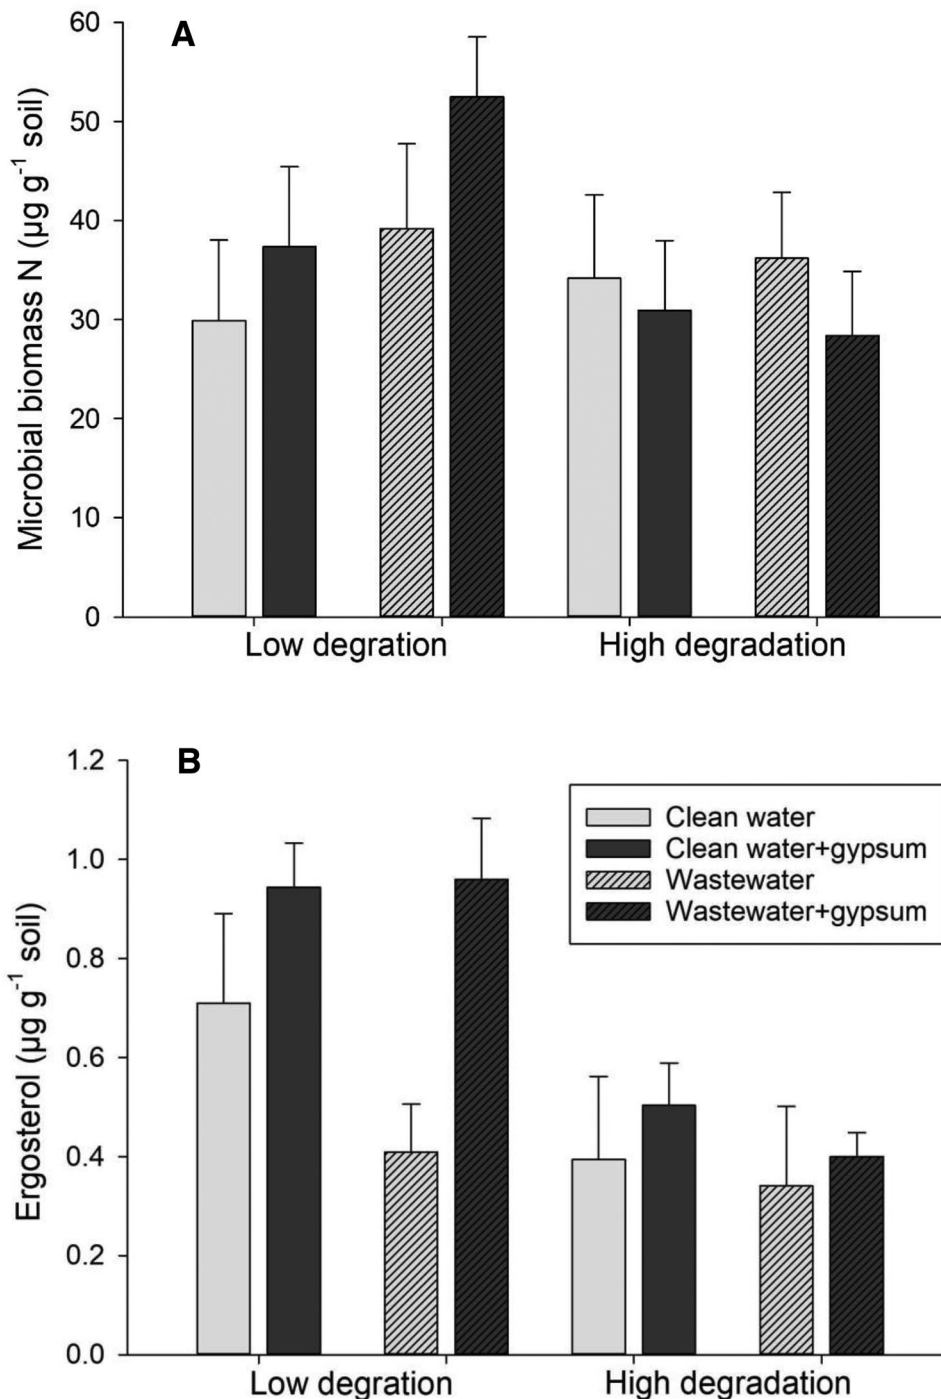 A
Microbial biomass N (µg g⁻¹ soil)
60
50
40
30
20
10
0
Low degration
High degradation
B
Ergosterol (µg g⁻¹ soil)
1.2
1.0
0.8
0.6
0.4
0.2
0.0
Clean water
Clean water+gypsum
Wastewater
Wastewater+gypsum
Low degration
High degradation